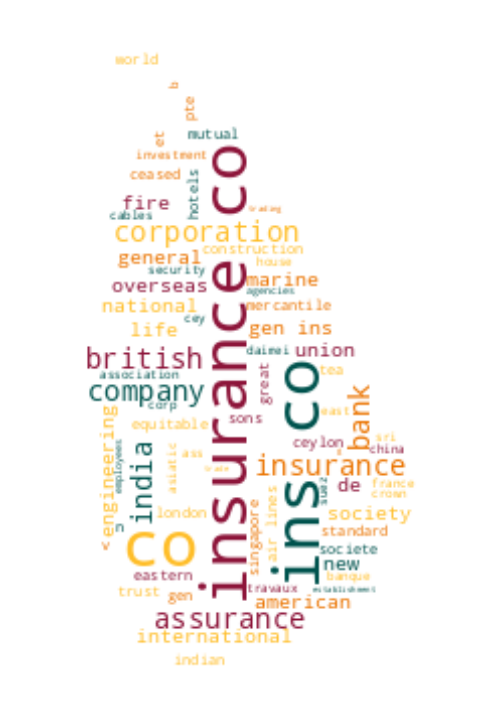 world
b
pte
et
mutual
investment
ceased
hotels
fire
cables
trading
insurance co
corporation
construction
general
house
security
marine
overseas
agencies
national
mercantile
cey
gen ins
life
daimei
union
british
great
tea
association
company
ins co
bank
corp
east
sons
equitable
engineering
employees
india
asiatic
ass
ceylon
sri
china
g
insurance
trade
suez
de
france
crown
n
london
singapore
air lines
society
standard
v
co
societe
new
eastern
banque
trust
gen
travaux
establishment
american
assurance
international
indian